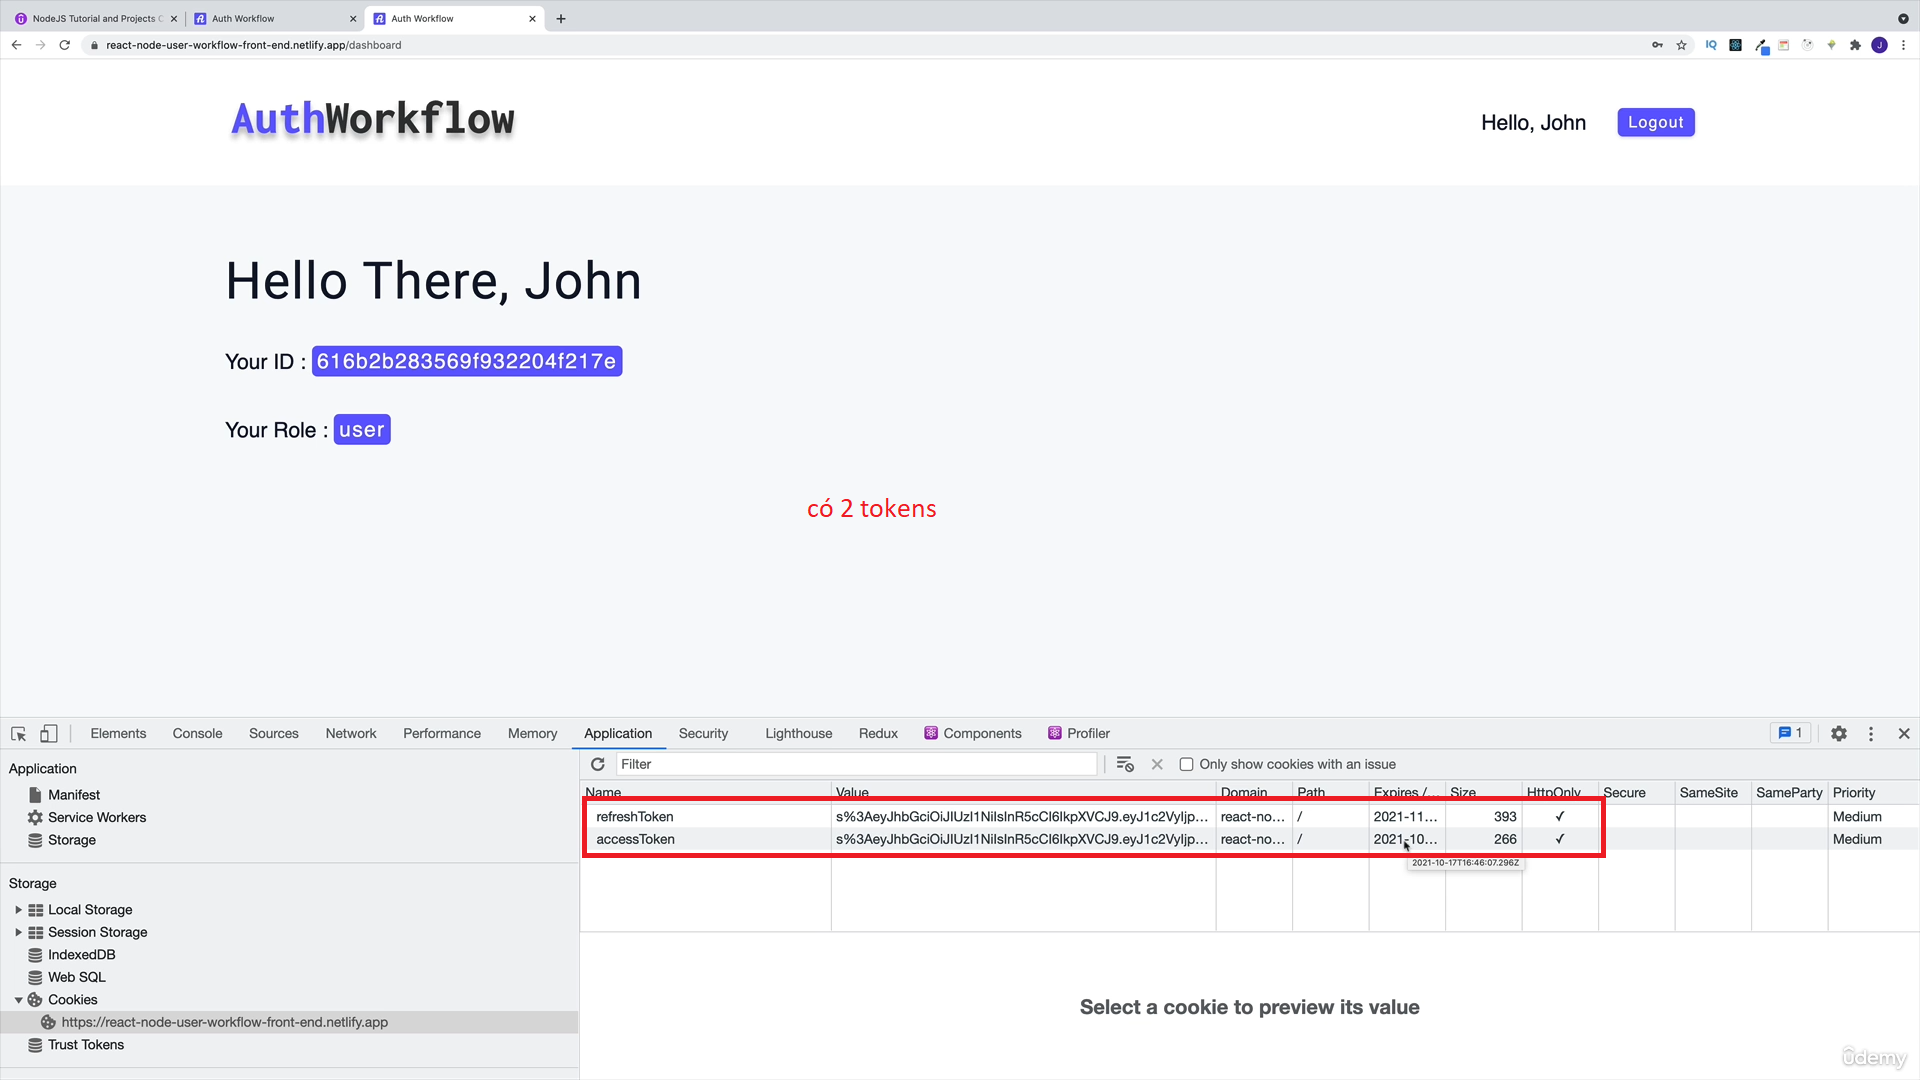 NodeJS Tutorial and Projects C
Auth Workflow
Auth Workflow
react-node-user-workflow-front-end.netlify.app/dashboard
IQ
J
AuthWorkflow
Hello, John
Logout
Hello There, John
Your ID : 616b2b283569f932204f217e
Your Role : user
có 2 tokens
Elements Console Sources Network Performance Memory Application Security Lighthouse Redux Components Profiler 1
Application
Manifest
Service Workers
Storage
Storage
Local Storage
Session Storage
IndexedDB
Web SQL
Cookies
https://react-node-user-workflow-front-end.netlify.app
Trust Tokens
Filter
Only show cookies with an issue
Name Value Domain Path Expires /... Size HttpOnly Secure SameSite SameParty Priority
refreshToken s%3AeyJhbGciOiJIUzI1NiIsInR5cCI6IkpXVCJ9.eyJ1c2VyIjp... react-no... / 2021-11... 393 ✓ Medium
accessToken s%3AeyJhbGciOiJIUzI1NiIsInR5cCI6IkpXVCJ9.eyJ1c2VyIjp... react-no... / 2021-10... 266 ✓ Medium
2021-10-17T16:46:07.296Z
Select a cookie to preview its value
ûdemy